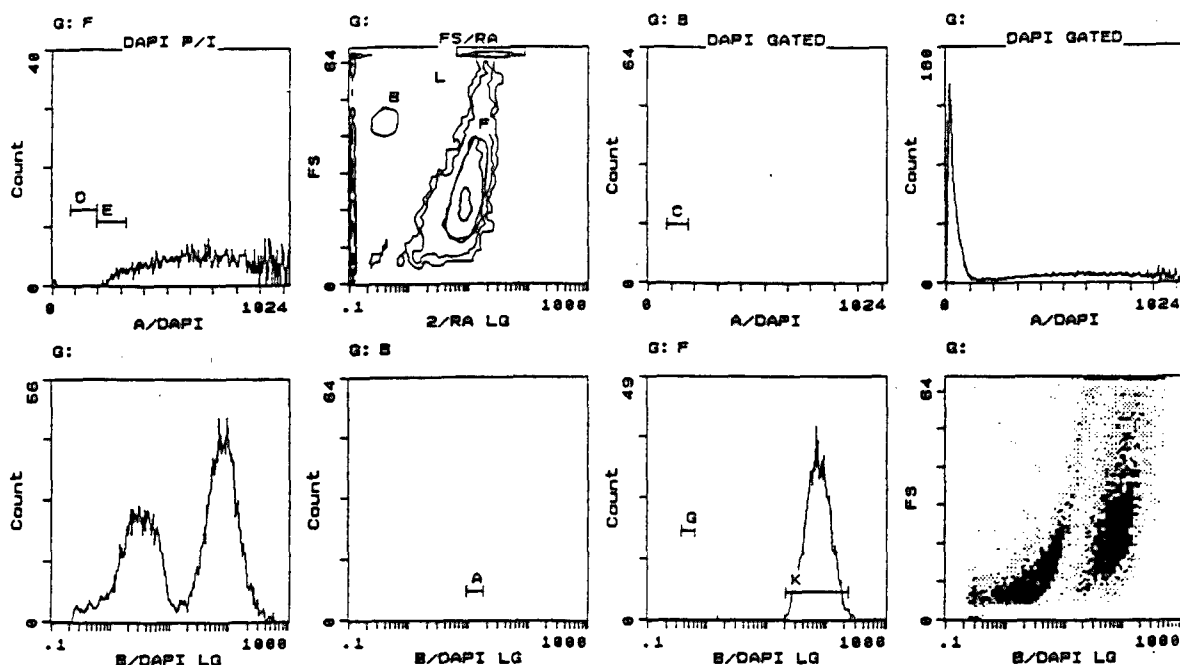 G: F
DAPI P/I
40
Count
D
E
0
0
1024
A/DAPI
G:
FS/RA
64
FS
L
B
F
0
.1
1000
2/RA LG
G: B
DAPI GATED
64
Count
C
0
0
1024
A/DAPI
G:
DAPI GATED
180
Count
0
0
1024
A/DAPI
G:
56
Count
0
.1
1000
B/DAPI LG
G: B
64
Count
A
0
.1
1000
B/DAPI LG
G: F
49
Count
G
K
0
.1
1000
B/DAPI LG
G:
64
FS
0
.1
1000
B/DAPI LG